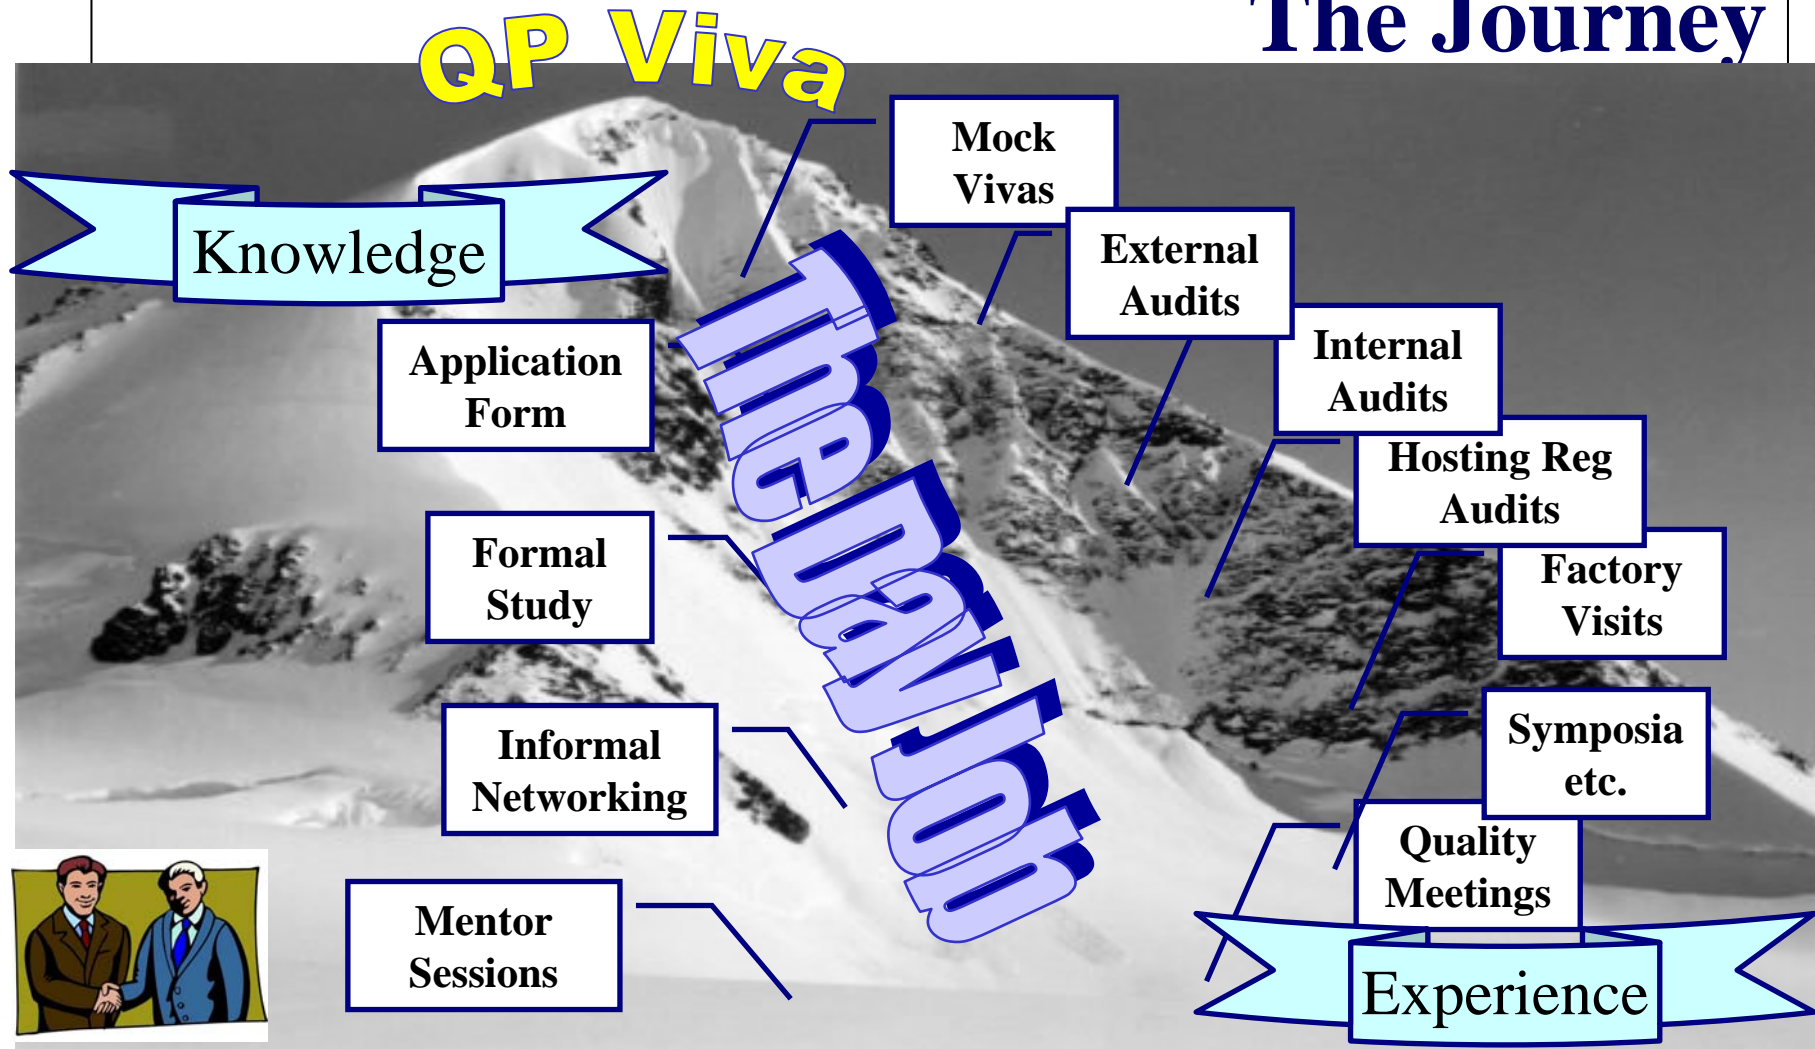 The Journey
QP Viva
Mock
Vivas
Knowledge
External
Audits
Application
Form
Internal
Audits
Hosting Reg
Audits
Formal
Study
Factory
Visits
The Day Job
Informal
Networking
Symposia
etc.
Quality
Meetings
Mentor
Sessions
Experience